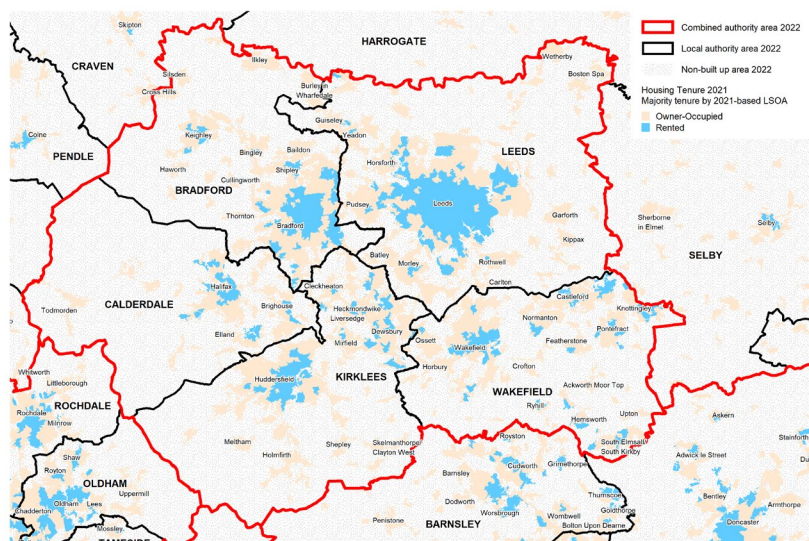 Skipton
HARROGATE
CRAVEN
Ilkley
Wetherby
Silsden
Boston Spa
Cross Hills
Burley in
Wharfedale
Guiseley
Colne
Keighley
Yeadon
PENDLE
Bingley
Baildon
LEEDS
Horsforth
Haworth
Shipley
Cullingworth
BRADFORD
Pudsey
Leeds
Thornton
Bradford
Garforth
Sherborne
in Elmet
Selby
Kippax
Batley
Morley
Rothwell
SELBY
Carlton
Halifax
Cleckheaton
Castleford
CALDERDALE
Todmorden
Brighouse
Heckmondwike
Liversedge
Knottingley
Normanton
Elland
Dewsbury
Pontefract
Mirfield
Ossett
Wakefield
Featherstone
Whitworth
Horbury
Crofton
Littleborough
Huddersfield
KIRKLEES
WAKEFIELD
Ackworth Moor Top
ROCHDALE
Rochdale
Milnrow
Ryhill
Hemsworth
Upton
Askern
Meltham
Shepley
Skelmanthorpe
Clayton West
Royston
South Elmsall
South Kirkby
Stainforth
Holmfirth
Shaw
Royton
Adwick le Street
Du
OLDHAM
Cudworth
Grimethorpe
Barnsley
Uppermill
Dodworth
Thurnscoe
Bentley
Oldham
Lees
Chadderton
Worsbrough
Goldthorpe
Armthorpe
Wombwell
Penistone
Bolton Upon Dearne
Doncaster
Mossley
BARNSLEY
TAMESIDE
Combined authority area 2022
Local authority area 2022
Non-built up area 2022
Housing Tenure 2021
Majority tenure by 2021-based LSOA
Owner-Occupied
Rented